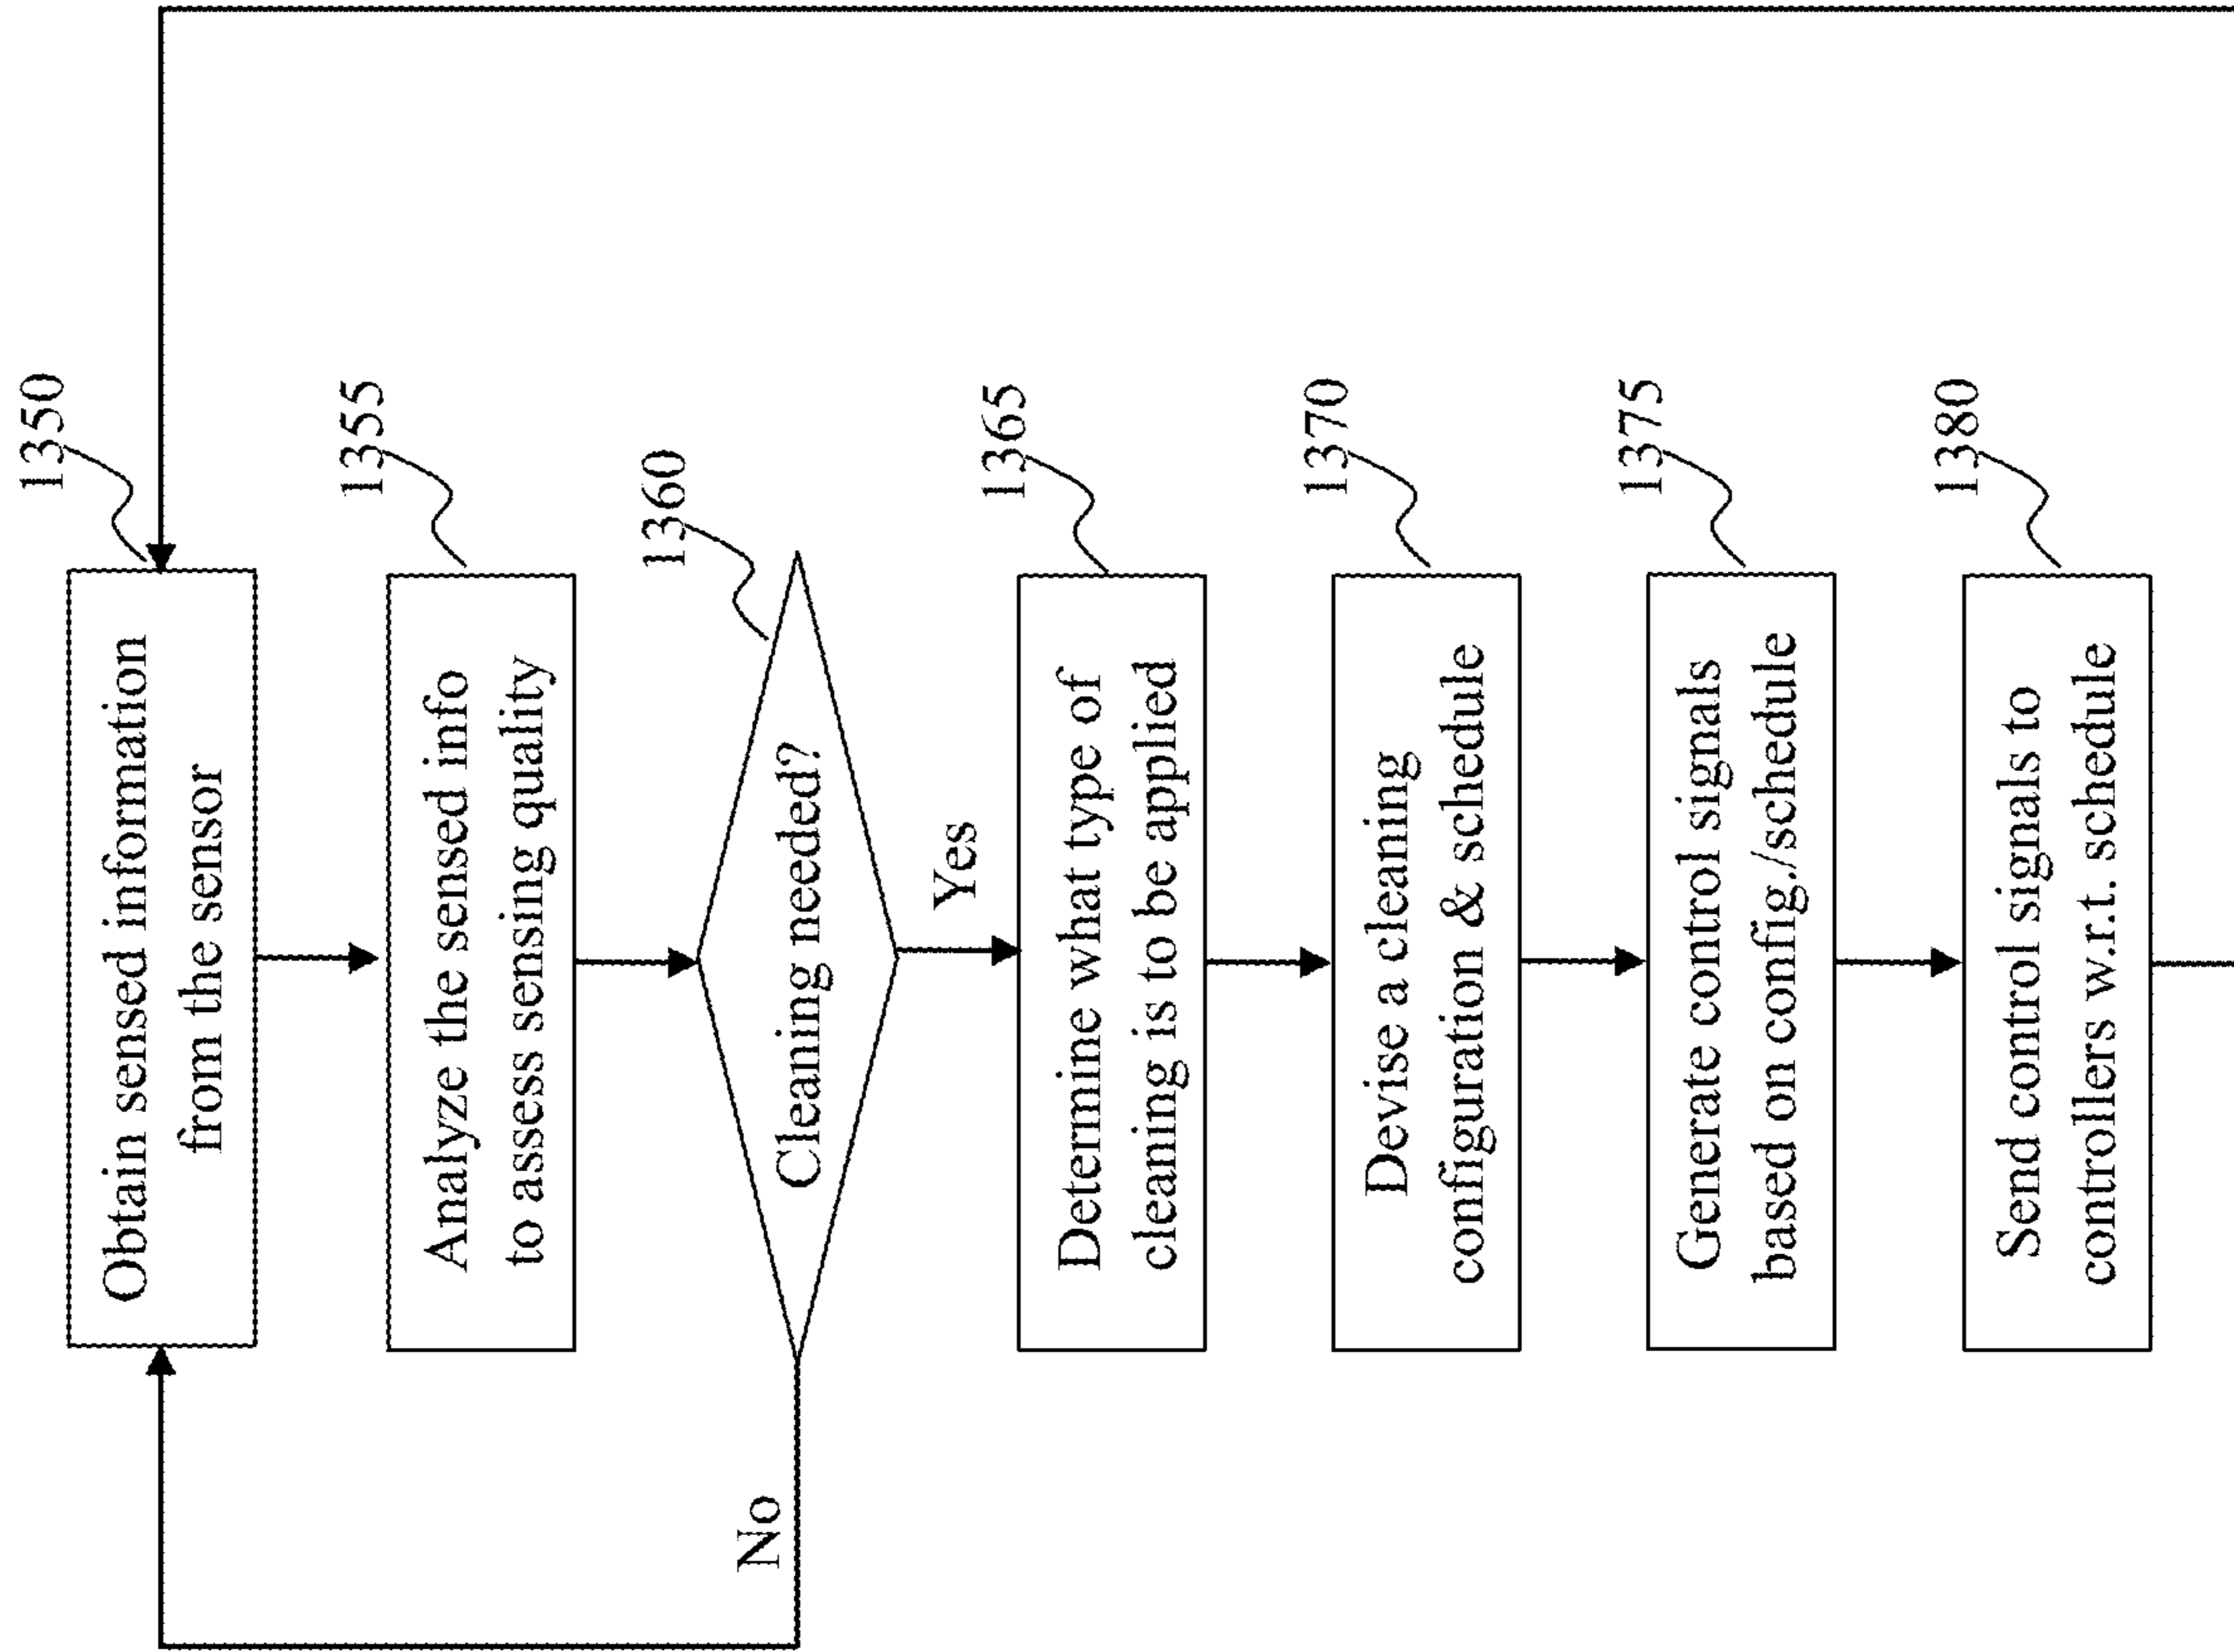 1350
Obtain sensed information
from the sensor
1355
Analyze the sensed info
to assess sensing quality
1360
Cleaning needed?
No
Yes
1365
Determine what type of
cleaning is to be applied
1370
Devise a cleaning
configuration & schedule
1375
Generate control signals
based on config./schedule
1380
Send control signals to
controllers w.r.t. schedule